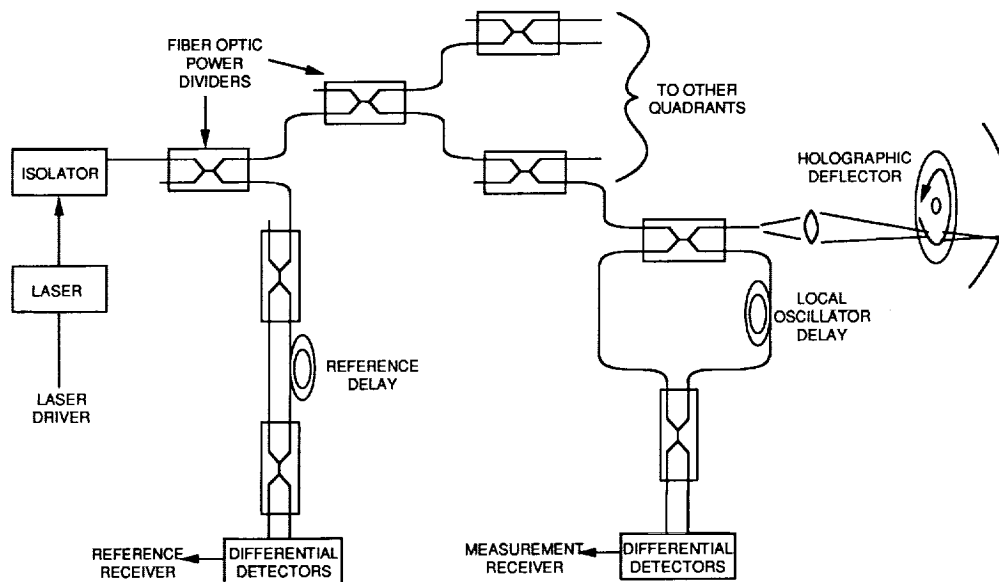 FIBER OPTIC
POWER
DIVIDERS
TO OTHER
QUADRANTS
ISOLATOR
HOLOGRAPHIC
DEFLECTOR
LASER
LOCAL
OSCILLATOR
DELAY
REFERENCE
DELAY
LASER
DRIVER
REFERENCE
RECEIVER
DIFFERENTIAL
DETECTORS
MEASUREMENT
RECEIVER
DIFFERENTIAL
DETECTORS